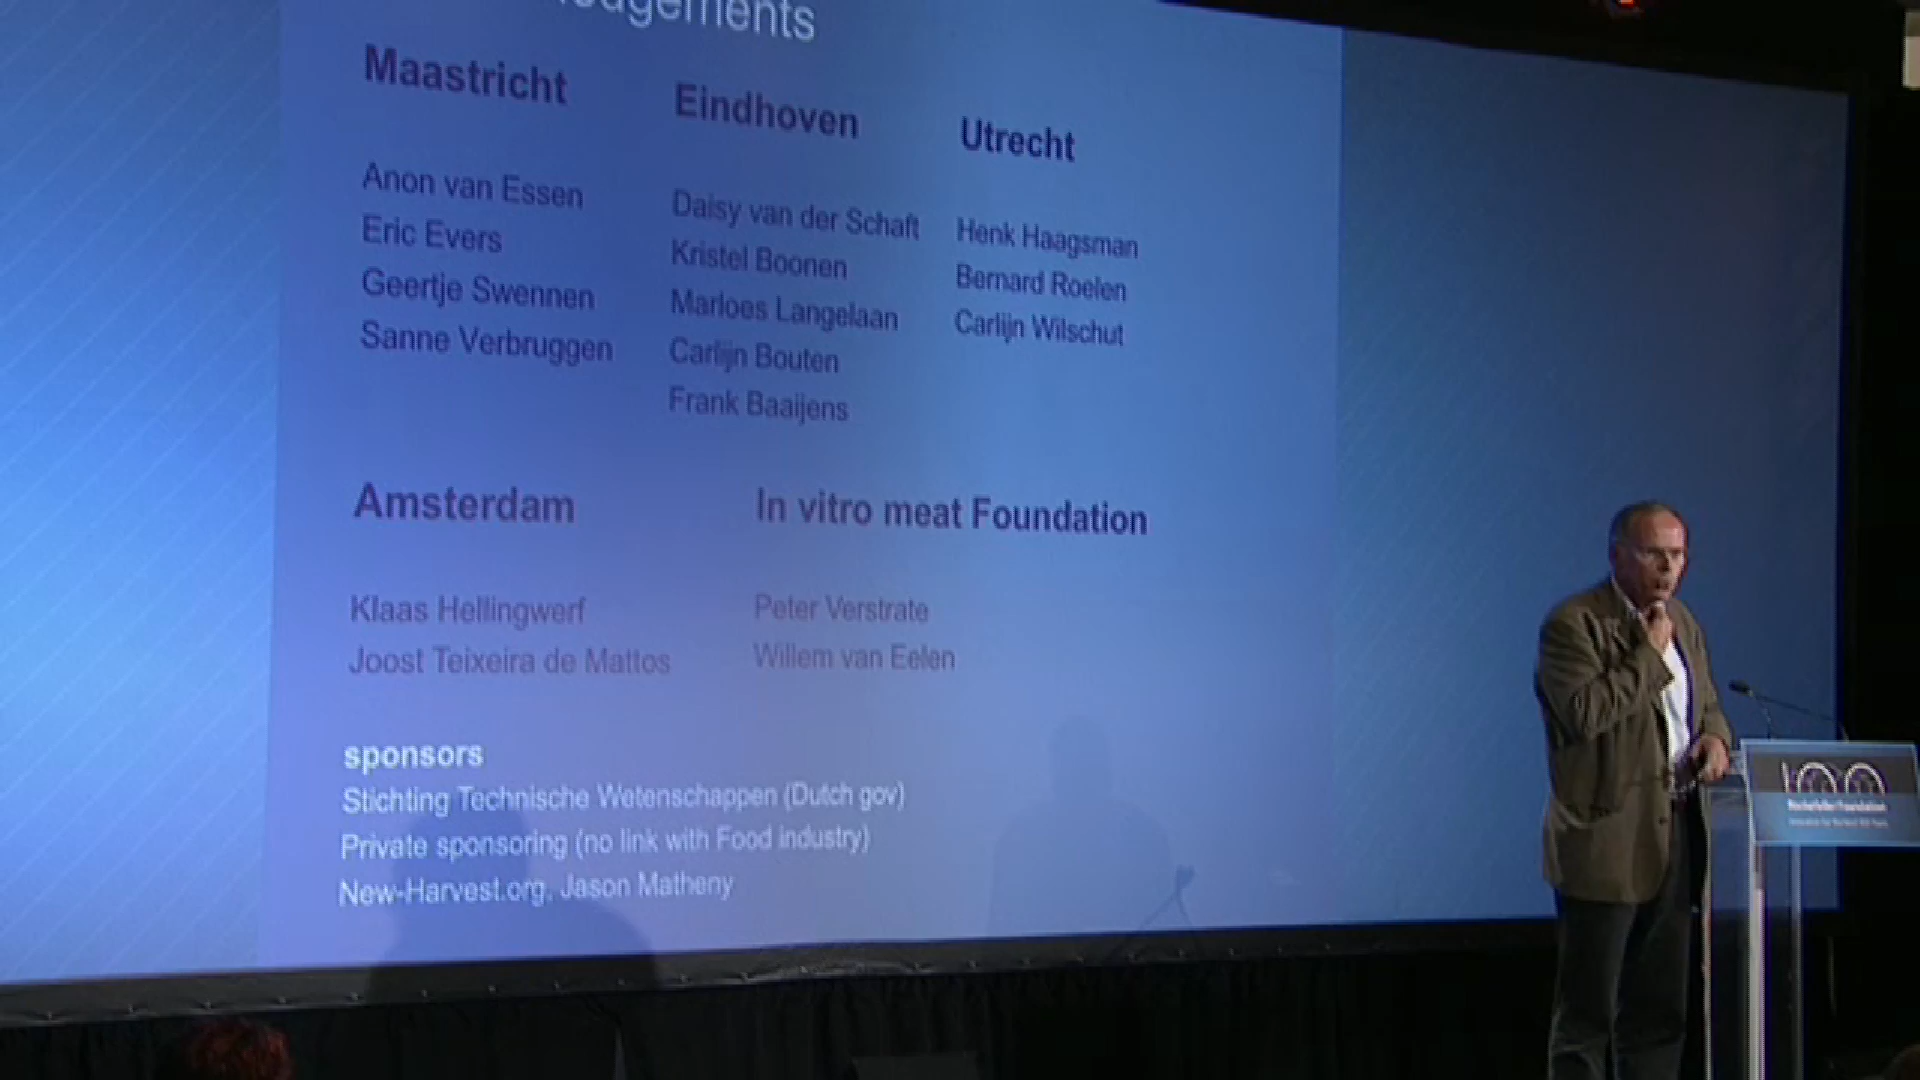 Maastricht
Anon van Essen
Eric Evers
Geertje Swennen
Sanne Verbruggen
Eindhoven
Daisy van der Schaft
Kristel Boonen
Marloes Langelaan
Carlijn Bouten
Frank Baaijens
Utrecht
Henk Haagsman
Bernard Roelen
Carlijn Wilschut
Amsterdam
Klaas Hellingwerf
Joost Teixeira de Mattos
In vitro meat Foundation
Peter Verstrate
Willem van Eelen
sponsors
Stichting Technische Wetenschappen (Dutch gov)
Private sponsoring (no link with Food industry)
New-Harvest.org, Jason Matheny
100
Rockefeller Foundation